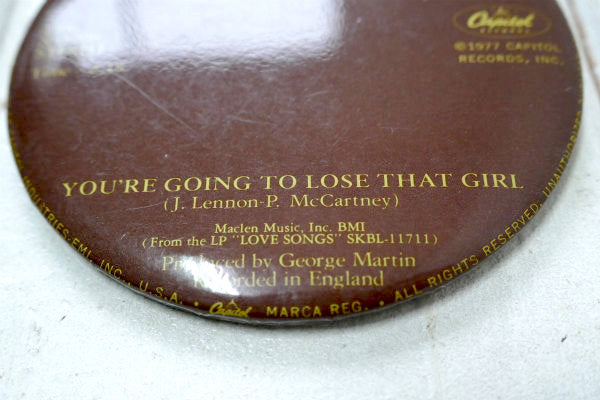 Capitol
RECORDS
©1977 CAPITOL
RECORDS, INC.
YOU'RE GOING TO LOSE THAT GIRL
(J. Lennon-P. McCartney)
Maclen Music, Inc. BMI
(From the LP "LOVE SONGS" SKBL-11711)
Produced by George Martin
Recorded in England
INDUSTRIES-EMI, INC., U.S.A. • Capitol MARCA REG. • ALL RIGHTS RESERVED. UNAUTHORIZED